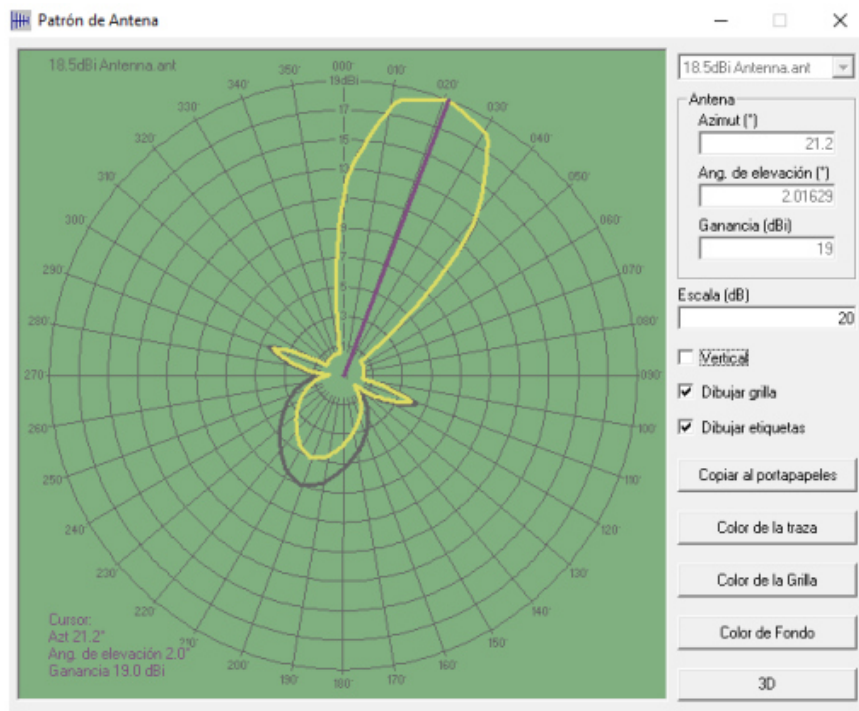 Patrón de Antena
18.5dBi Antenna.ant
000°
010°
020°
030°
040°
050°
060°
070°
080°
090°
100°
110°
120°
130°
140°
150°
160°
170°
180°
190°
200°
210°
220°
230°
240°
250°
260°
270°
280°
290°
300°
310°
320°
330°
340°
350°
19dBi
17
15
13
9
7
5
3
Cursor:
Azt 21.2°
Ang. de elevación 2.0°
Ganancia 19.0 dBi
18.5dBi Antenna.ant
Antena
Azimut (°)
21.2
Ang. de elevación (°)
2.01629
Ganancia (dBi)
19
Escala (dB)
20
Vertical
Dibujar grilla
Dibujar etiquetas
Copiar al portapapeles
Color de la traza
Color de la Grilla
Color de Fondo
3D